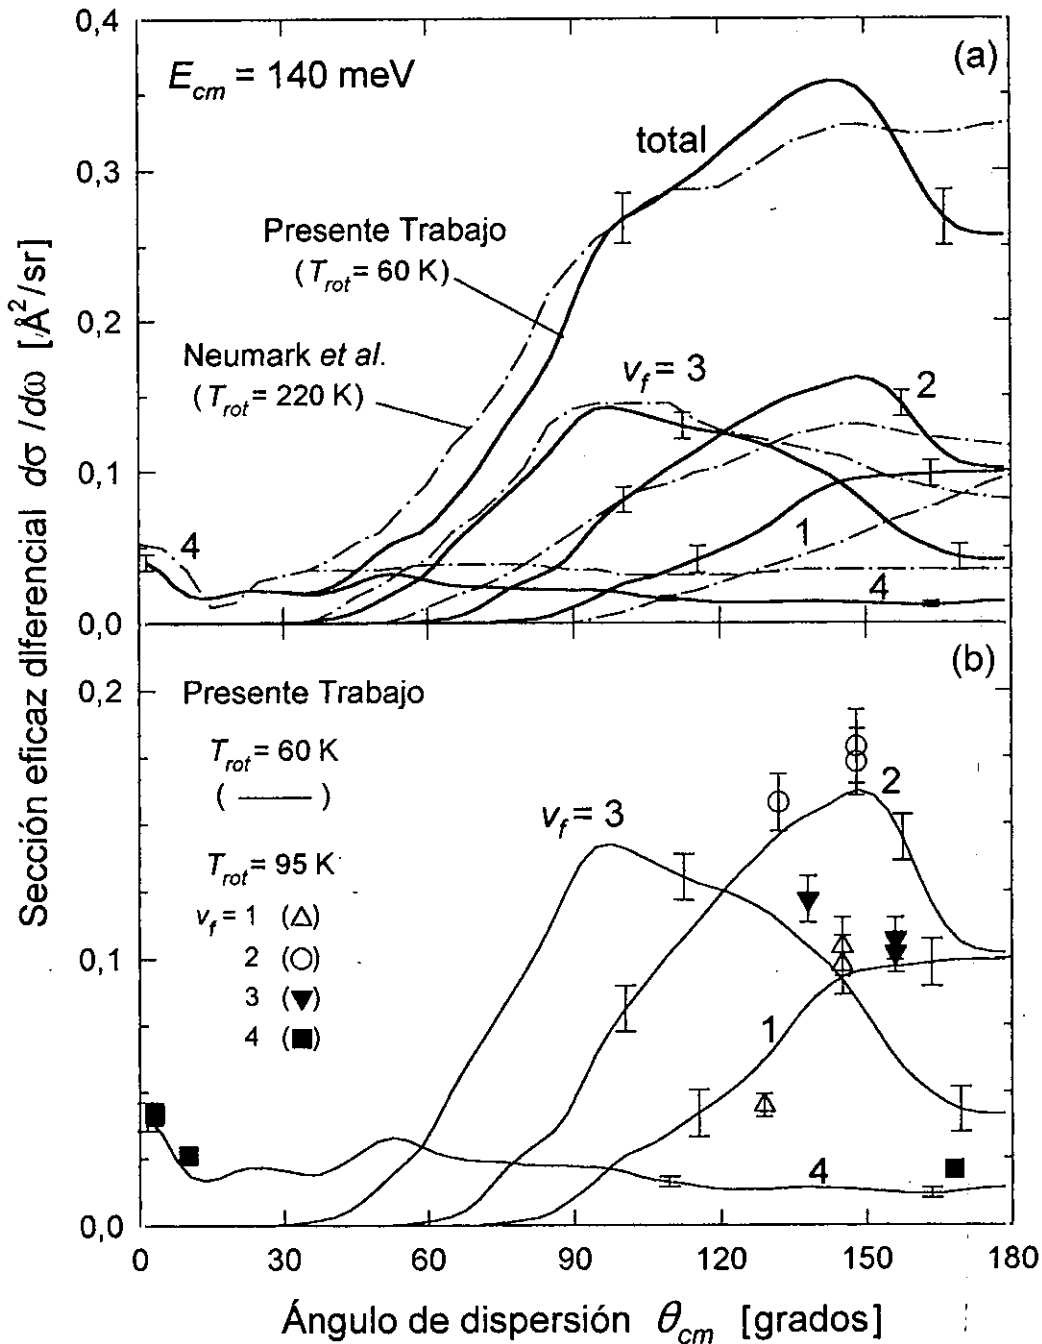 0,4
(a)
E_cm = 140 meV
total
0,3
Presente Trabajo
(T_rot = 60 K)
0,2
Neumark et al.
(T_rot = 220 K)
v_f = 3
2
0,1
4
1
4
0,0
(b)
0,2
Presente Trabajo
T_rot = 60 K
( —— )
v_f = 3
2
T_rot = 95 K
v_f = 1 (△)
2 (○)
3 (▼)
4 (■)
0,1
1
4
0,0
0 30 60 90 120 150 180
Ángulo de dispersión θ_cm [grados]
Sección eficaz diferencial dσ/dω [Å²/sr]